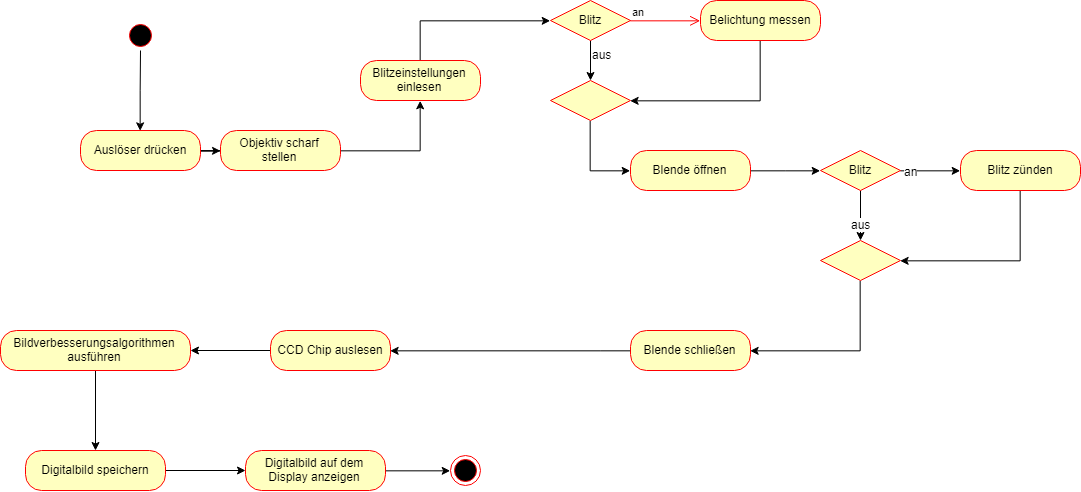 Blitz
an
Belichtung messen
aus
Blitzeinstellungen
einlesen
Auslöser drücken
Objektiv scharf
stellen
Blende öffnen
Blitz
an
Blitz zünden
aus
Blende schließen
CCD Chip auslesen
Bildverbesserungsalgorithmen
ausführen
Digitalbild speichern
Digitalbild auf dem
Display anzeigen